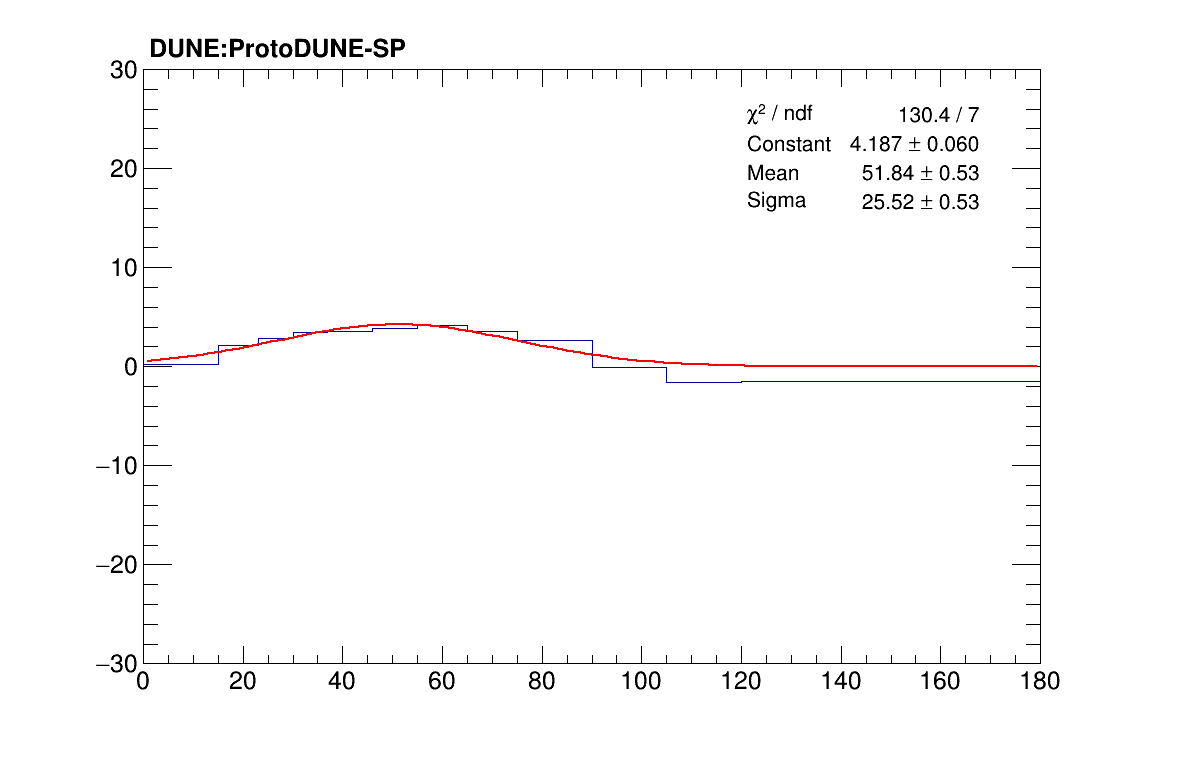 DUNE:ProtoDUNE-SP
30
20
10
0
−10
−20
−30
χ² / ndf 130.4 / 7
Constant 4.187 ± 0.060
Mean 51.84 ± 0.53
Sigma 25.52 ± 0.53
0 20 40 60 80 100 120 140 160 180